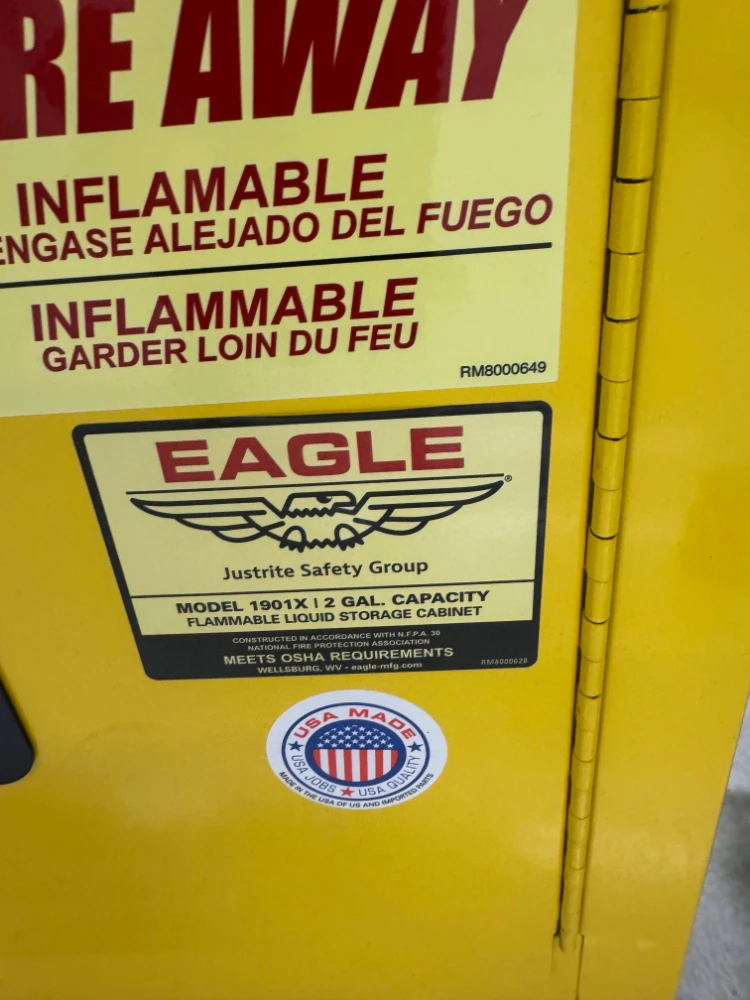 RE AWAY
INFLAMABLE
ENGASE ALEJADO DEL FUEGO
INFLAMMABLE
GARDER LOIN DU FEU
RM8000649
EAGLE
®
Justrite Safety Group
MODEL 1901X | 2 GAL. CAPACITY
FLAMMABLE LIQUID STORAGE CABINET
CONSTRUCTED IN ACCORDANCE WITH N.F.P.A. 30
NATIONAL FIRE PROTECTION ASSOCIATION
MEETS OSHA REQUIREMENTS
WELLSBURG, WV - eagle-mfg.com
RM8000628
USA MADE
USA JOBS ★ USA QUALITY
MADE IN THE USA OF US AND IMPORTED PARTS